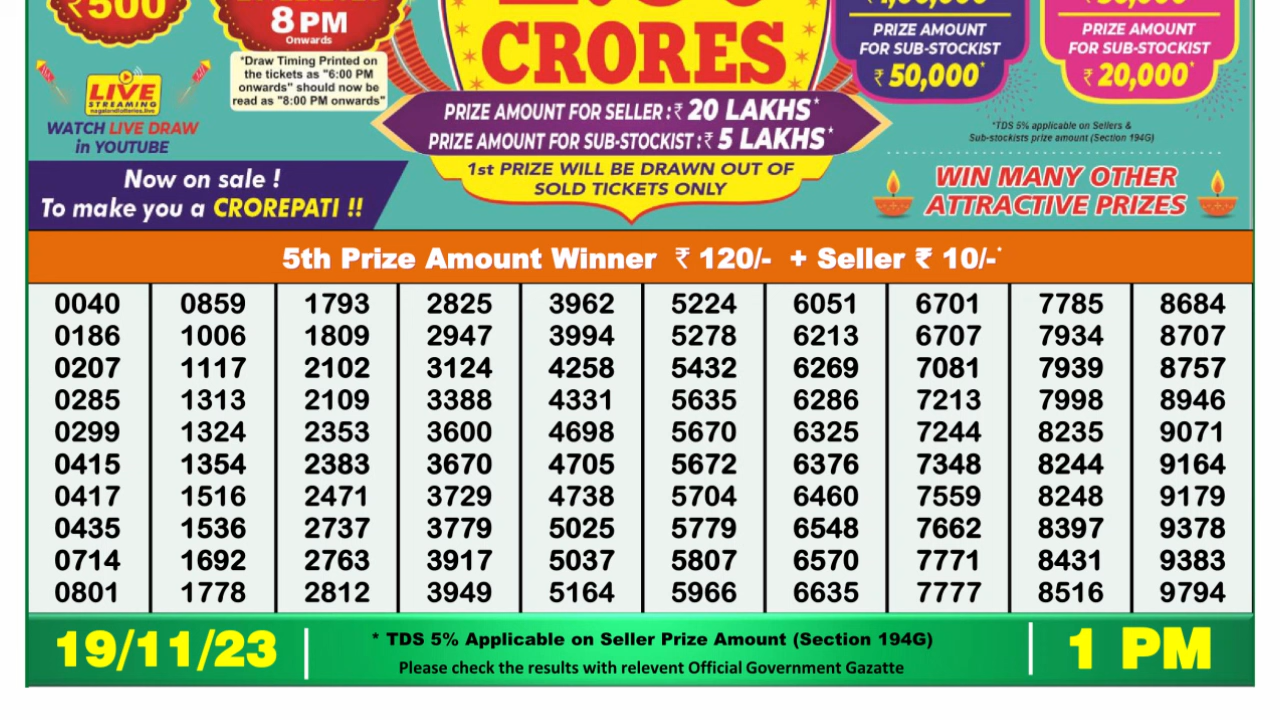 ₹500
8 PM
Onwards
*Draw Timing Printed on
the tickets as "6:00 PM
onwards" should now be
read as "8:00 PM onwards"
LIVE
STREAMING
nagalandlotteries.live
WATCH LIVE DRAW
in YOUTUBE
CRORES
PRIZE AMOUNT FOR SELLER :₹ 20 LAKHS*
PRIZE AMOUNT FOR SUB-STOCKIST :₹ 5 LAKHS*
1st PRIZE WILL BE DRAWN OUT OF
SOLD TICKETS ONLY
PRIZE AMOUNT
FOR SUB-STOCKIST
₹ 50,000*
PRIZE AMOUNT
FOR SUB-STOCKIST
₹ 20,000*
*TDS 5% applicable on Sellers &
Sub-stockists prize amount (Section 194G)
Now on sale !
To make you a CROREPATI !!
WIN MANY OTHER
ATTRACTIVE PRIZES
5th Prize Amount Winner ₹ 120/- + Seller ₹ 10/-*
0040 0859 1793 2825 3962 5224 6051 6701 7785 8684
0186 1006 1809 2947 3994 5278 6213 6707 7934 8707
0207 1117 2102 3124 4258 5432 6269 7081 7939 8757
0285 1313 2109 3388 4331 5635 6286 7213 7998 8946
0299 1324 2353 3600 4698 5670 6325 7244 8235 9071
0415 1354 2383 3670 4705 5672 6376 7348 8244 9164
0417 1516 2471 3729 4738 5704 6460 7559 8248 9179
0435 1536 2737 3779 5025 5779 6548 7662 8397 9378
0714 1692 2763 3917 5037 5807 6570 7771 8431 9383
0801 1778 2812 3949 5164 5966 6635 7777 8516 9794
19/11/23
* TDS 5% Applicable on Seller Prize Amount (Section 194G)
Please check the results with relevent Official Government Gazatte
1 PM